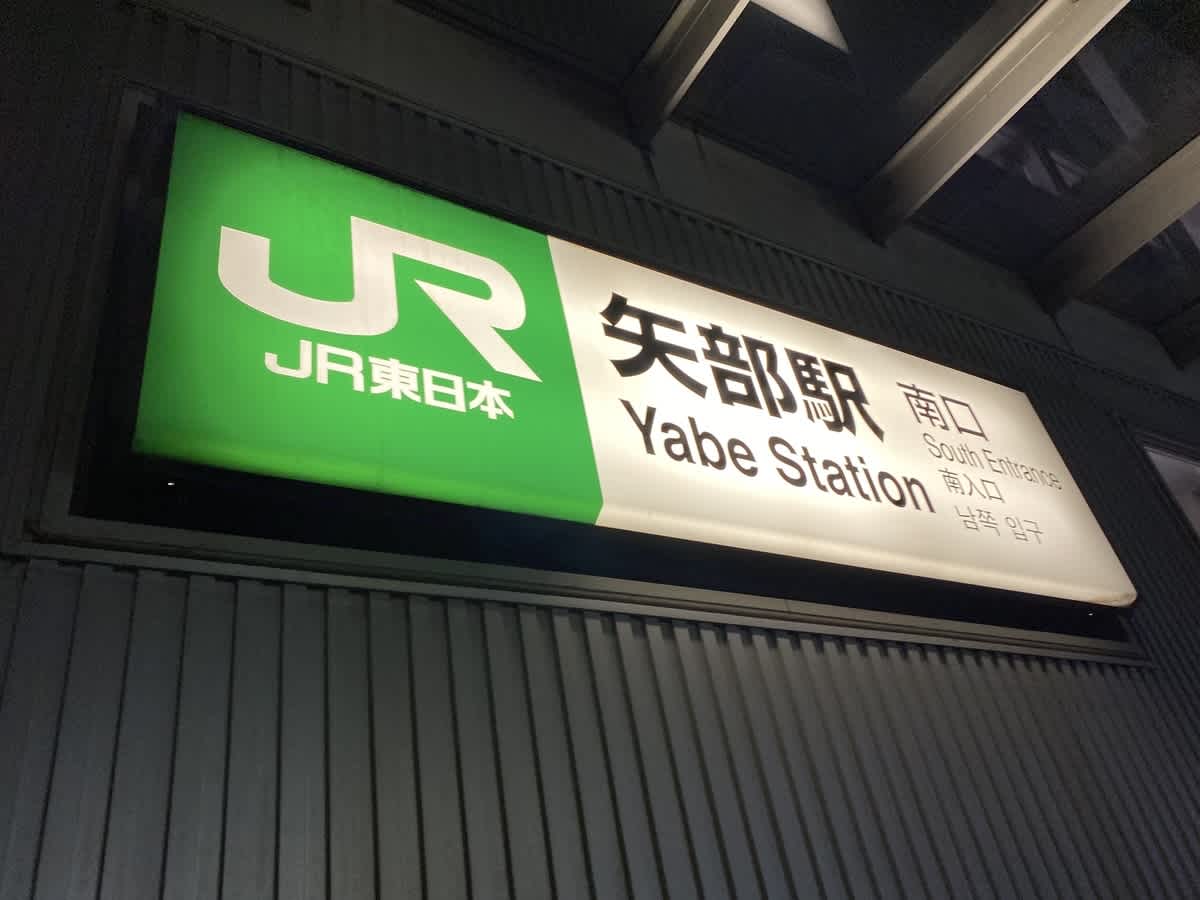 JR
JR東日本
矢部駅
Yabe Station
南口
South Entrance
南入口
남쪽 입구